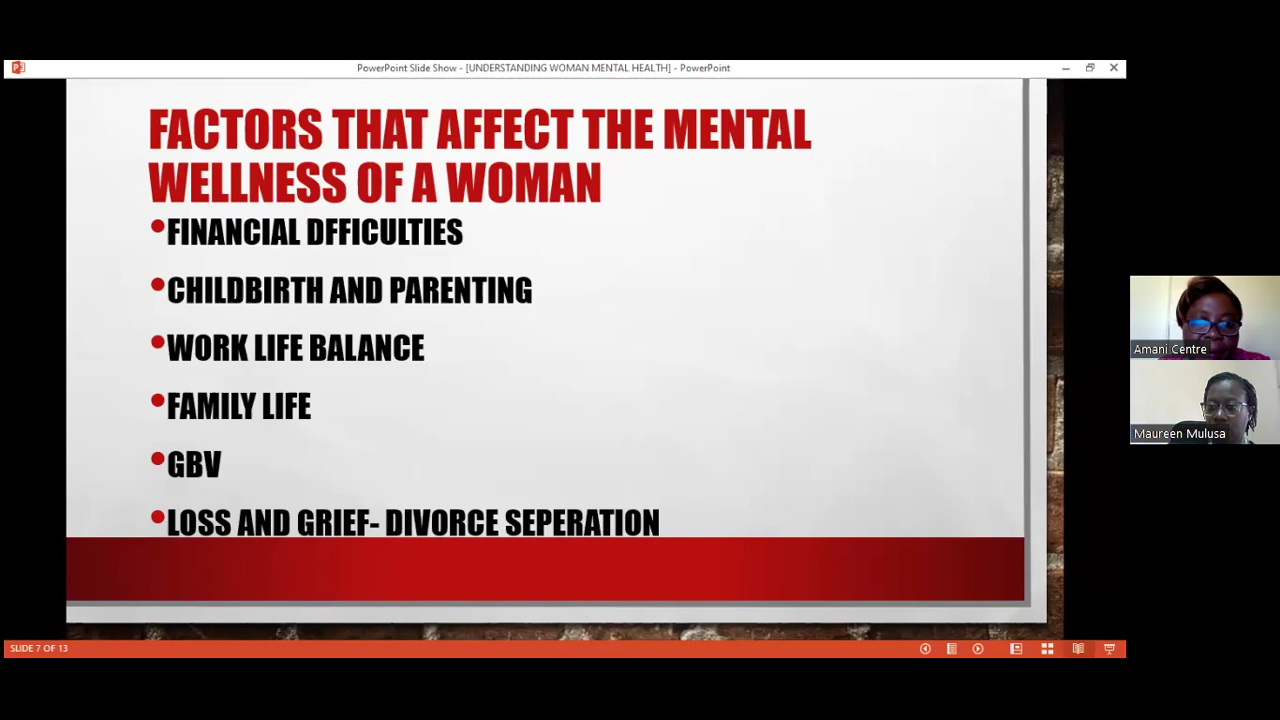 PowerPoint Slide Show - [UNDERSTANDING WOMAN MENTAL HEALTH] - PowerPoint
FACTORS THAT AFFECT THE MENTAL
WELLNESS OF A WOMAN
•FINANCIAL DFFICULTIES
•CHILDBIRTH AND PARENTING
•WORK LIFE BALANCE
•FAMILY LIFE
•GBV
•LOSS AND GRIEF- DIVORCE SEPERATION
Amani Centre
Maureen Mulusa
SLIDE 7 OF 13